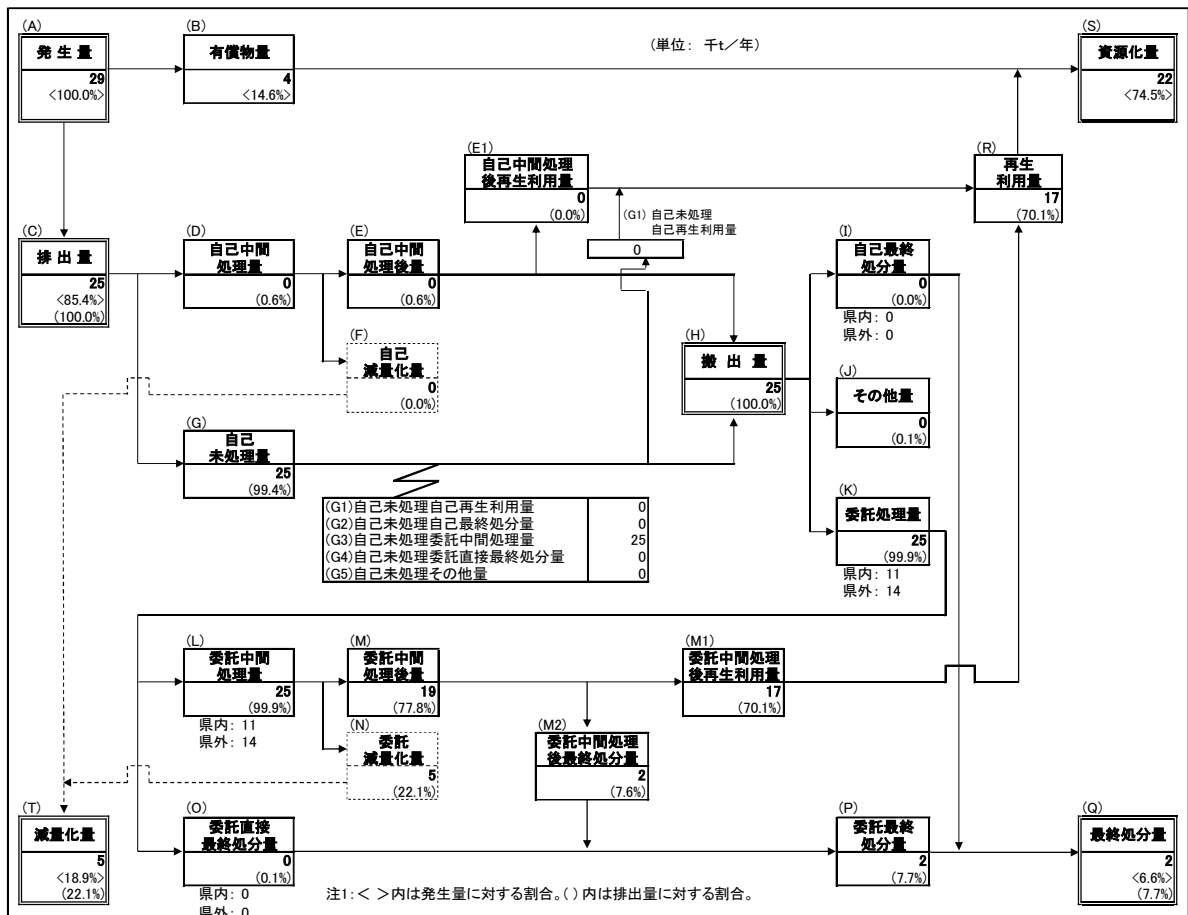 (A)
発 生 量
29
<100.0%>
(B)
有償物量
4
<14.6%>
(単位： 千t／年)
(S)
資源化量
22
<74.5%>
(E1)
自己中間処理
後再生利用量
0
(0.0%)
(G1) 自己未処理
自己再生利用量
0
(R)
再生
利用量
17
(70.1%)
(C)
排 出 量
25
<85.4%>
(100.0%)
(D)
自己中間
処理量
0
(0.6%)
(E)
自己中間
処理後量
0
(0.6%)
(F)
自己
減量化量
0
(0.0%)
(G)
自己
未処理量
25
(99.4%)
(H)
搬 出 量
25
(100.0%)
(I)
自己最終
処分量
0
(0.0%)
県内： 0
県外： 0
(J)
その他量
0
(0.1%)
(K)
委託処理量
25
(99.9%)
県内： 11
県外： 14
(G1)自己未処理自己再生利用量 0
(G2)自己未処理自己最終処分量 0
(G3)自己未処理委託中間処理量 25
(G4)自己未処理委託直接最終処分量 0
(G5)自己未処理その他量 0
(L)
委託中間
処理量
25
(99.9%)
県内： 11
県外： 14
(M)
委託中間
処理後量
19
(77.8%)
(N)
委託
減量化量
5
(22.1%)
(M1)
委託中間処理
後再生利用量
17
(70.1%)
(M2)
委託中間処理
後最終処分量
2
(7.6%)
(T)
減量化量
5
<18.9%>
(22.1%)
(O)
委託直接
最終処分量
0
(0.1%)
県内： 0
県外： 0
(P)
委託最終
処分量
2
(7.7%)
(Q)
最終処分量
2
<6.6%>
(7.7%)
注1：＜ ＞内は発生量に対する割合。( )内は排出量に対する割合。